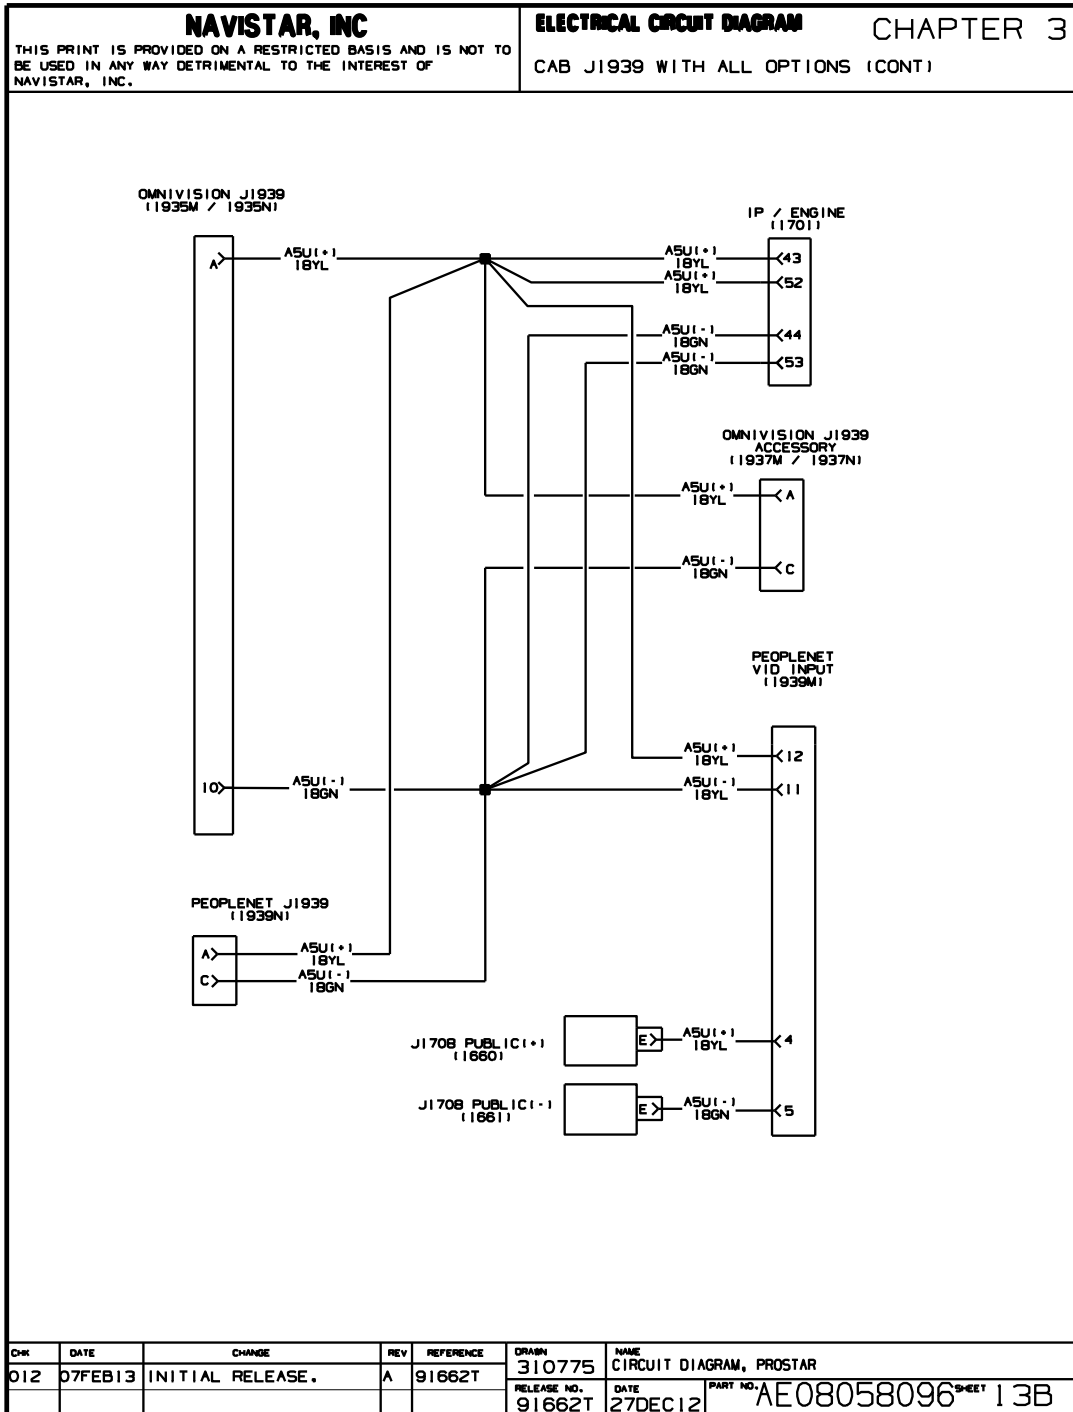 NAVISTAR, INC
THIS PRINT IS PROVIDED ON A RESTRICTED BASIS AND IS NOT TO
BE USED IN ANY WAY DETRIMENTAL TO THE INTEREST OF
NAVISTAR, INC.
ELECTRICAL CIRCUIT DIAGRAM
CHAPTER 3
CAB J1939 WITH ALL OPTIONS (CONT)
OMNIVISION J1939
(1935M / 1935N)
A
A5U(+)
18YL
10
A5U(-)
18GN
IP / ENGINE
(1701)
A5U(+)
18YL
43
A5U(+)
18YL
52
A5U(-)
18GN
44
A5U(-)
18GN
53
OMNIVISION J1939
ACCESSORY
(1937M / 1937N)
A5U(+)
18YL
A
A5U(-)
18GN
C
PEOPLENET
VID INPUT
(1939M)
A5U(+)
18YL
12
A5U(-)
18YL
11
PEOPLENET J1939
(1939N)
A
A5U(+)
18YL
C
A5U(-)
18GN
J1708 PUBLIC(+)
(1660)
E
A5U(+)
18YL
4
J1708 PUBLIC(-)
(1661)
E
A5U(-)
18GN
5
CHK DATE CHANGE REV REFERENCE
012 07FEB13 INITIAL RELEASE. A 91662T
DRAWN
310775
NAME
CIRCUIT DIAGRAM, PROSTAR
RELEASE NO.
91662T
DATE
27DEC12
PART NO. AE08058096 SHEET 13B